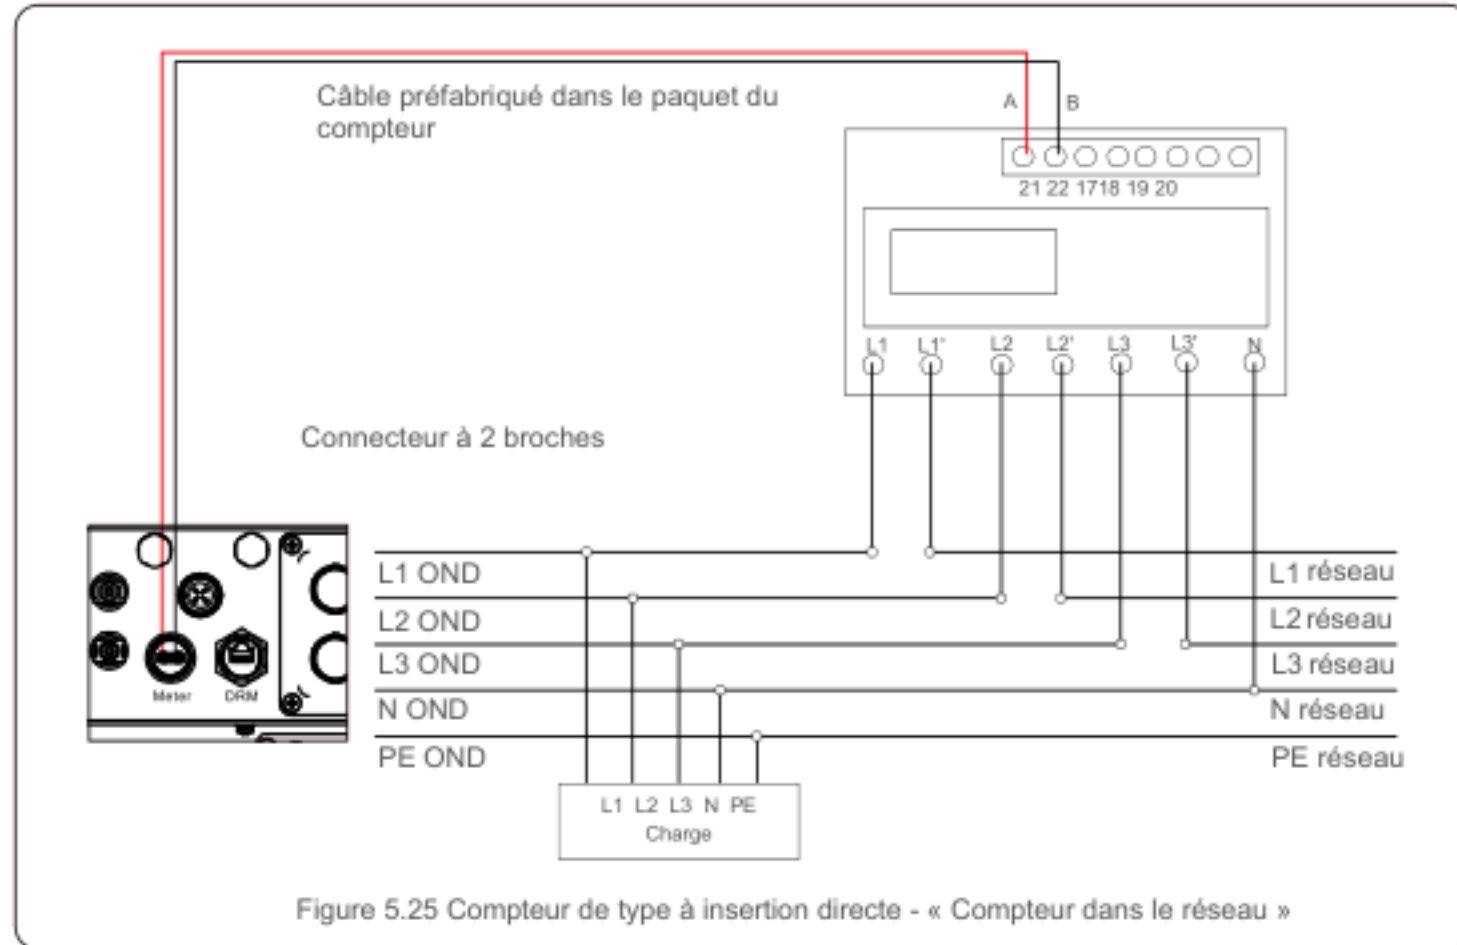 Câble préfabriqué dans le paquet du
compteur
A B
21 22 1718 19 20
L1 L1' L2 L2' L3 L3' N
Connecteur à 2 broches
Meter DRM
L1 OND L1 réseau
L2 OND L2 réseau
L3 OND L3 réseau
N OND N réseau
PE OND PE réseau
L1 L2 L3 N PE
Charge
Figure 5.25 Compteur de type à insertion directe - « Compteur dans le réseau »